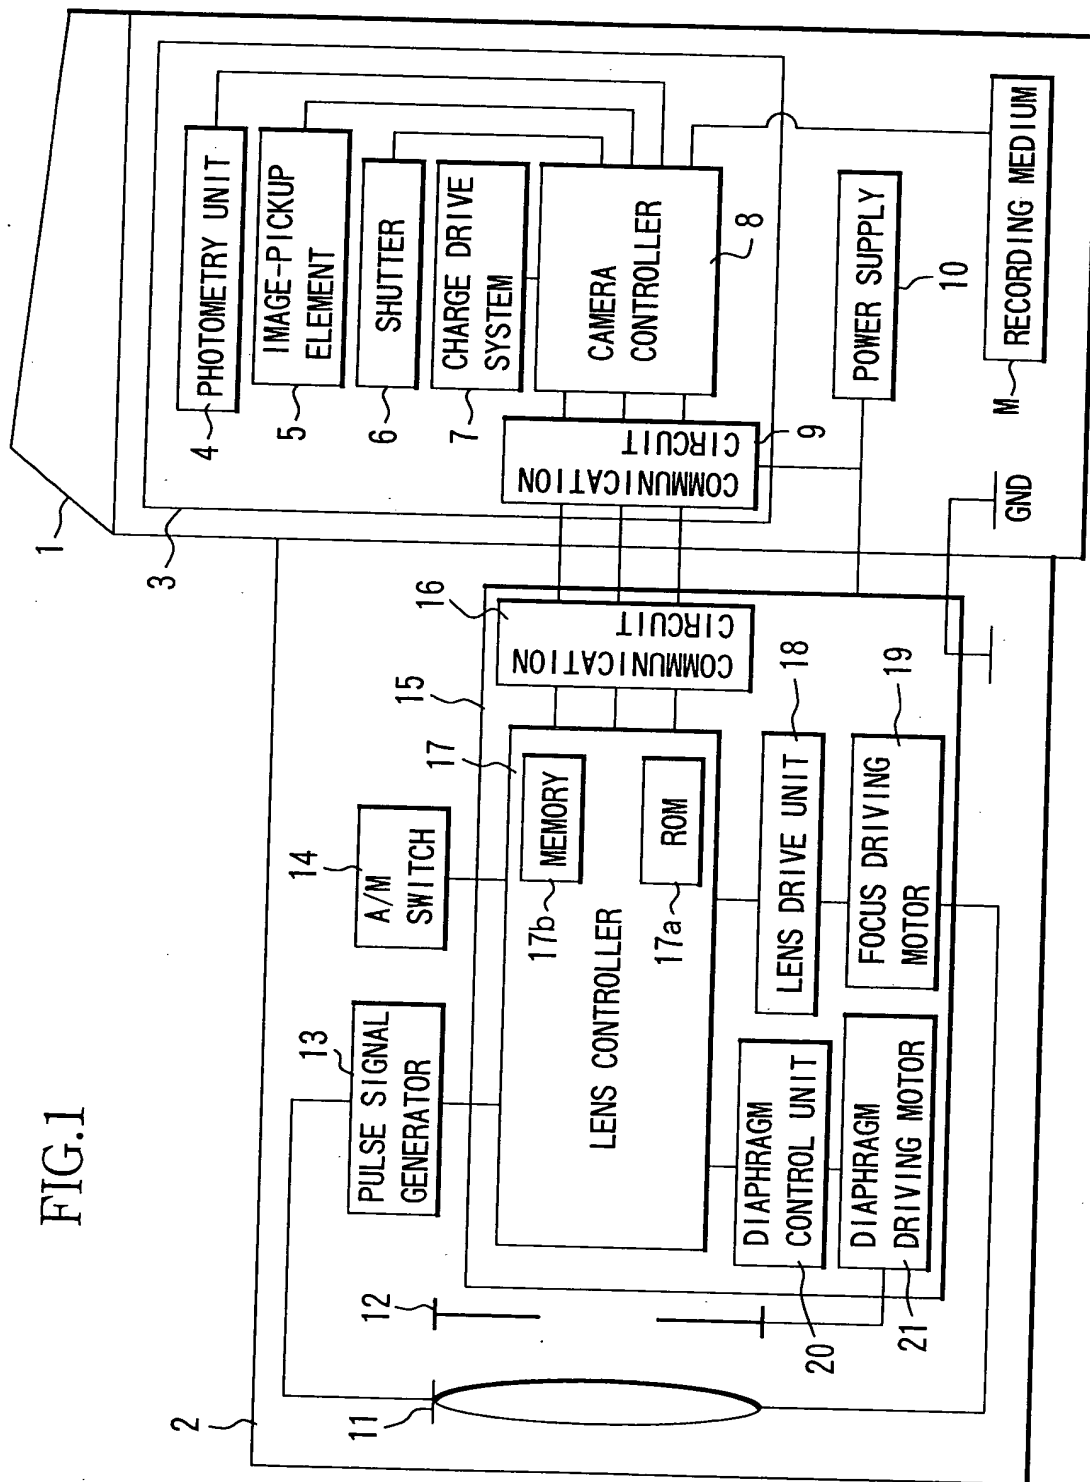 FIG.1
1
3
4
PHOTOMETRY UNIT
5
IMAGE-PICKUP
ELEMENT
6
SHUTTER
7
CHARGE DRIVE
SYSTEM
CAMERA
CONTROLLER
8
COMMUNICATION
CIRCUIT
9
POWER SUPPLY
10
RECORDING MEDIUM
M
GND
2
11
12
13
PULSE SIGNAL
GENERATOR
14
A/M
SWITCH
15
16
COMMUNICATION
CIRCUIT
17
LENS CONTROLLER
MEMORY
17b
ROM
17a
LENS DRIVE UNIT
18
FOCUS DRIVING
MOTOR
19
DIAPHRAGM
CONTROL UNIT
20
DIAPHRAGM
DRIVING MOTOR
21